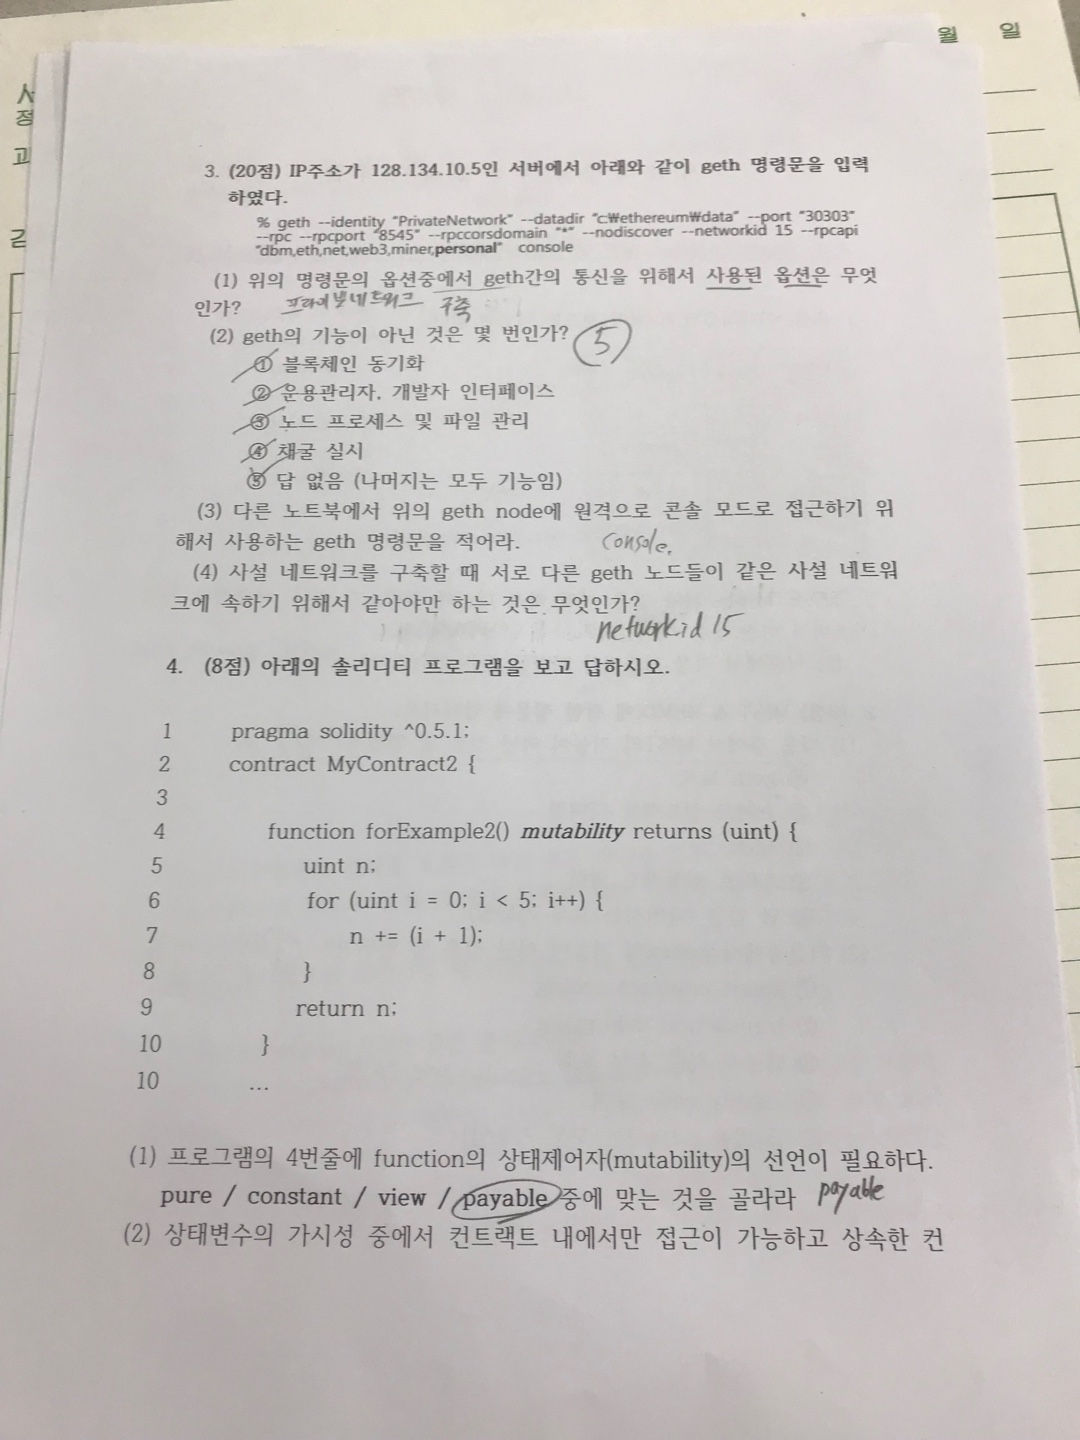 월 일
정
과
3. (20점) IP주소가 128.134.10.5인 서버에서 아래와 같이 geth 명령문을 입력
하였다.
% geth --identity "PrivateNetwork" --datadir "c:₩ethereum₩data" --port "30303"
--rpc --rpcport "8545" --rpccorsdomain "*" --nodiscover --networkid 15 --rpcapi
"dbm,eth,net,web3,miner,personal" console
(1) 위의 명령문의 옵션중에서 geth간의 통신을 위해서 사용된 옵션은 무엇
인가? 프라이빗네트워크 구축
(2) geth의 기능이 아닌 것은 몇 번인가? ⑤
① 블록체인 동기화
② 운용관리자, 개발자 인터페이스
③ 노드 프로세스 및 파일 관리
④ 채굴 실시
⑤ 답 없음 (나머지는 모두 기능임)
(3) 다른 노트북에서 위의 geth node에 원격으로 콘솔 모드로 접근하기 위
해서 사용하는 geth 명령문을 적어라. console.
(4) 사설 네트워크를 구축할 때 서로 다른 geth 노드들이 같은 사설 네트워
크에 속하기 위해서 같아야만 하는 것은 무엇인가?
networkid 15
4. (8점) 아래의 솔리디티 프로그램을 보고 답하시오.
1 pragma solidity ^0.5.1;
2 contract MyContract2 {
3
4 function forExample2() mutability returns (uint) {
5 uint n;
6 for (uint i = 0; i < 5; i++) {
7 n += (i + 1);
8 }
9 return n;
10 }
10 ...
(1) 프로그램의 4번줄에 function의 상태제어자(mutability)의 선언이 필요하다.
pure / constant / view / payable 중에 맞는 것을 골라라 payable
(2) 상태변수의 가시성 중에서 컨트랙트 내에서만 접근이 가능하고 상속한 컨